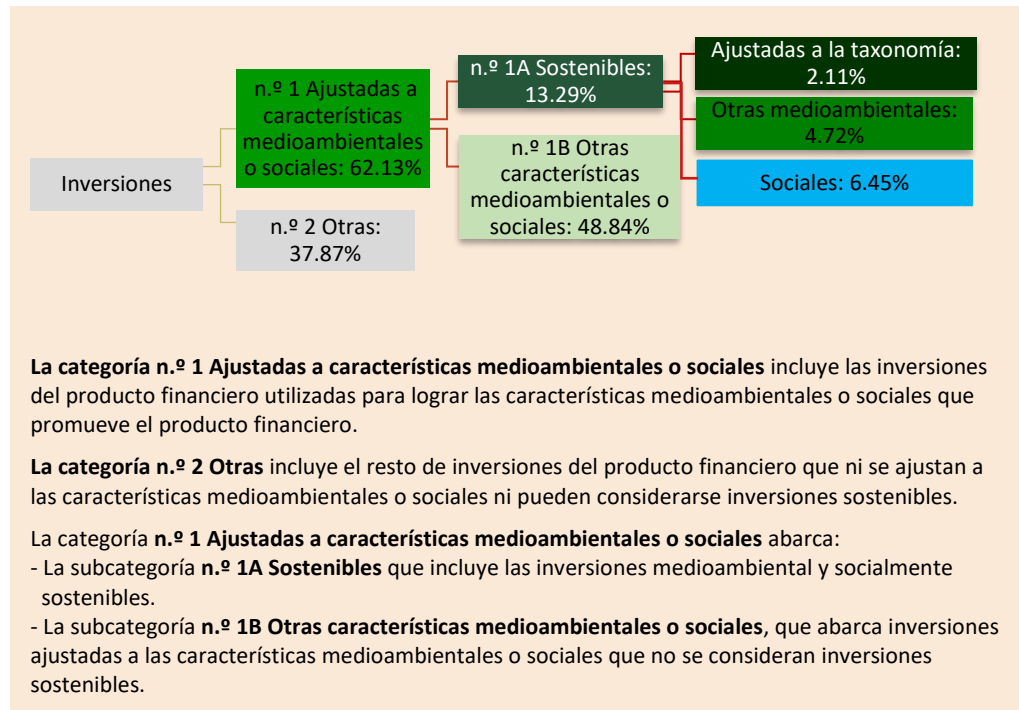 Inversiones
n.º 1 Ajustadas a
características
medioambientales
o sociales: 62.13%
n.º 2 Otras:
37.87%
n.º 1A Sostenibles:
13.29%
n.º 1B Otras
características
medioambientales o
sociales: 48.84%
Ajustadas a la taxonomía:
2.11%
Otras medioambientales:
4.72%
Sociales: 6.45%
La categoría n.º 1 Ajustadas a características medioambientales o sociales incluye las inversiones
del producto financiero utilizadas para lograr las características medioambientales o sociales que
promueve el producto financiero.
La categoría n.º 2 Otras incluye el resto de inversiones del producto financiero que ni se ajustan a
las características medioambientales o sociales ni pueden considerarse inversiones sostenibles.
La categoría n.º 1 Ajustadas a características medioambientales o sociales abarca:
- La subcategoría n.º 1A Sostenibles que incluye las inversiones medioambiental y socialmente
sostenibles.
- La subcategoría n.º 1B Otras características medioambientales o sociales, que abarca inversiones
ajustadas a las características medioambientales o sociales que no se consideran inversiones
sostenibles.